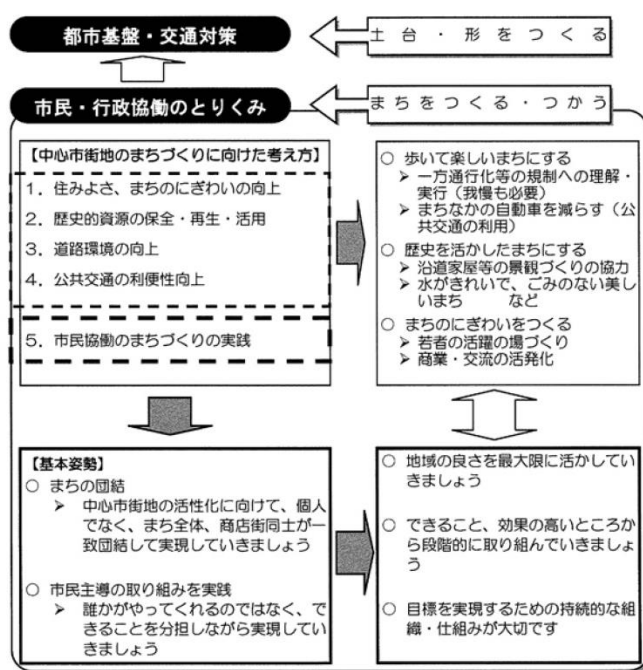 都市基盤・交通対策
土台・形をつくる
市民・行政協働のとりくみ
まちをつくる・つかう
【中心市街地のまちづくりに向けた考え方】
1．住みよさ、まちのにぎわいの向上
2．歴史的資源の保全・再生・活用
3．道路環境の向上
4．公共交通の利便性向上
5．市民協働のまちづくりの実践
○ 歩いて楽しいまちにする
➢ 一方通行化等の規制への理解・
実行（我慢も必要）
➢ まちなかの自動車を減らす（公
共交通の利用）
○ 歴史を活かしたまちにする
➢ 沿道家屋等の景観づくりの協力
➢ 水がきれいで、ごみのない美し
いまち　　など
○ まちのにぎわいをつくる
➢ 若者の活躍の場づくり
➢ 商業・交流の活発化
【基本姿勢】
○ まちの団結
➢ 中心市街地の活性化に向けて、個人
でなく、まち全体、商店街同士が一
致団結して実現していきましょう
○ 市民主導の取り組みを実践
➢ 誰かがやってくれるのではなく、で
きることを分担しながら実現してい
きましょう
○ 地域の良さを最大限に活かしてい
きましょう
○ できること、効果の高いところか
ら段階的に取り組んでいきましょ
う
○ 目標を実現するための持続的な組
織・仕組みが大切です